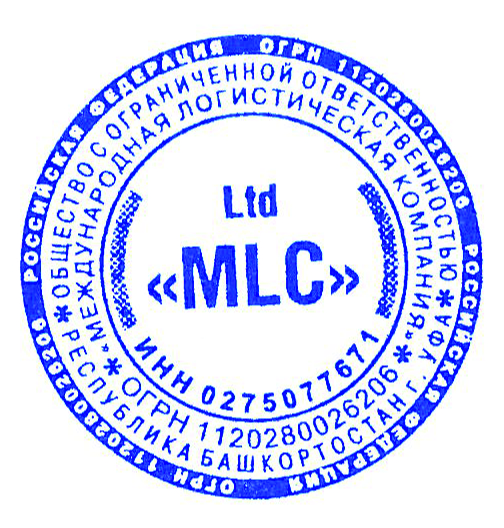 РОССИЙСКАЯ ФЕДЕРАЦИЯ ОГРН 1120280026206 РОССИЙСКАЯ ФЕДЕРАЦИЯ ОГРН 1120280026206
*ОБЩЕСТВО С ОГРАНИЧЕННОЙ ОТВЕТСТВЕННОСТЬЮ*
РЕСПУБЛИКА БАШКОРТОСТАН г. УФА
*„МЕЖДУНАРОДНАЯ ЛОГИСТИЧЕСКАЯ КОМПАНИЯ"*
ОГРН 1120280026206
Ltd
«MLC»
ИНН 0275077671